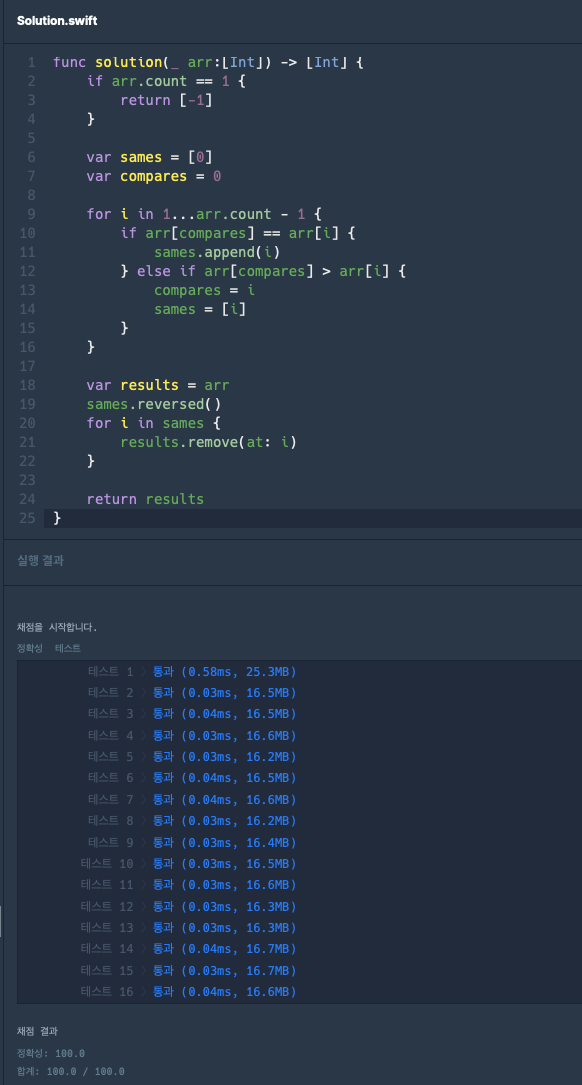 Solution.swift
1 func solution(_ arr:[Int]) -> [Int] {
2     if arr.count == 1 {
3         return [-1]
4     }
5
6     var sames = [0]
7     var compares = 0
8
9     for i in 1...arr.count - 1 {
10         if arr[compares] == arr[i] {
11             sames.append(i)
12         } else if arr[compares] > arr[i] {
13             compares = i
14             sames = [i]
15         }
16     }
17
18     var results = arr
19     sames.reversed()
20     for i in sames {
21         results.remove(at: i)
22     }
23
24     return results
25 }
실행 결과
채점을 시작합니다.
정확성 테스트
테스트 1 〉 통과 (0.58ms, 25.3MB)
테스트 2 〉 통과 (0.03ms, 16.5MB)
테스트 3 〉 통과 (0.04ms, 16.5MB)
테스트 4 〉 통과 (0.03ms, 16.6MB)
테스트 5 〉 통과 (0.03ms, 16.2MB)
테스트 6 〉 통과 (0.04ms, 16.5MB)
테스트 7 〉 통과 (0.04ms, 16.6MB)
테스트 8 〉 통과 (0.03ms, 16.2MB)
테스트 9 〉 통과 (0.03ms, 16.4MB)
테스트 10 〉 통과 (0.03ms, 16.5MB)
테스트 11 〉 통과 (0.03ms, 16.6MB)
테스트 12 〉 통과 (0.03ms, 16.3MB)
테스트 13 〉 통과 (0.03ms, 16.3MB)
테스트 14 〉 통과 (0.04ms, 16.7MB)
테스트 15 〉 통과 (0.03ms, 16.7MB)
테스트 16 〉 통과 (0.04ms, 16.6MB)
채점 결과
정확성: 100.0
합계: 100.0 / 100.0